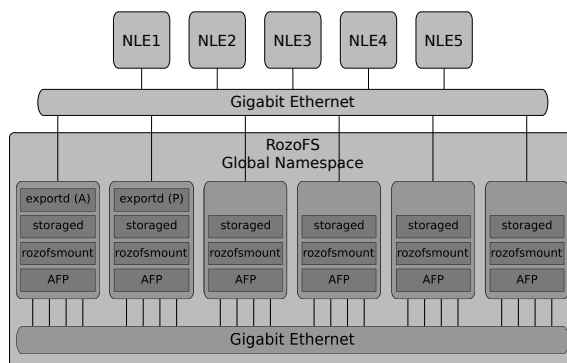 NLE1 NLE2 NLE3 NLE4 NLE5
Gigabit Ethernet
RozoFS
Global Namespace
exportd (A) exportd (P)
storaged storaged storaged storaged storaged storaged
rozofsmount rozofsmount rozofsmount rozofsmount rozofsmount rozofsmount
AFP AFP AFP AFP AFP AFP
Gigabit Ethernet